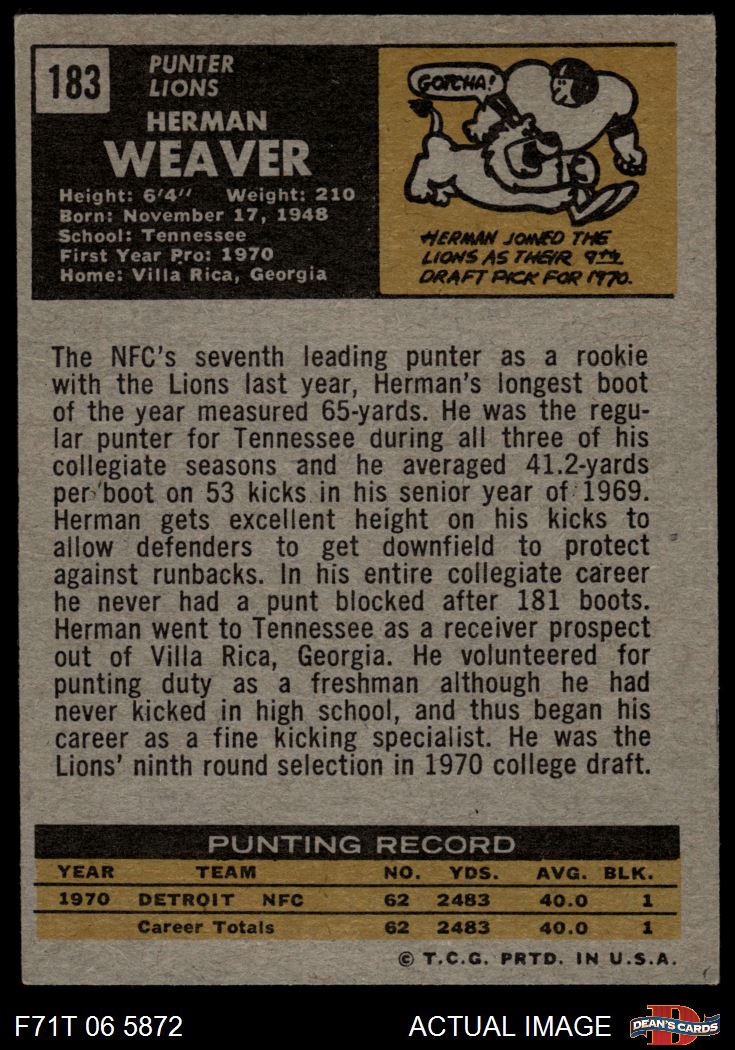 183
PUNTER
LIONS
HERMAN
WEAVER
Height: 6'4" Weight: 210
Born: November 17, 1948
School: Tennessee
First Year Pro: 1970
Home: Villa Rica, Georgia
GOTCHA!
HERMAN JOINED THE
LIONS AS THEIR 9TH
DRAFT PICK FOR 1970.
The NFC's seventh leading punter as a rookie
with the Lions last year, Herman's longest boot
of the year measured 65-yards. He was the regu-
lar punter for Tennessee during all three of his
collegiate seasons and he averaged 41.2-yards
per boot on 53 kicks in his senior year of 1969.
Herman gets excellent height on his kicks to
allow defenders to get downfield to protect
against runbacks. In his entire collegiate career
he never had a punt blocked after 181 boots.
Herman went to Tennessee as a receiver prospect
out of Villa Rica, Georgia. He volunteered for
punting duty as a freshman although he had
never kicked in high school, and thus began his
career as a fine kicking specialist. He was the
Lions' ninth round selection in 1970 college draft.
PUNTING RECORD
YEAR TEAM NO. YDS. AVG. BLK.
1970 DETROIT NFC 62 2483 40.0 1
Career Totals 62 2483 40.0 1
© T.C.G. PRTD. IN U.S.A.
F71T 06 5872 ACTUAL IMAGE D DEAN'S CARDS